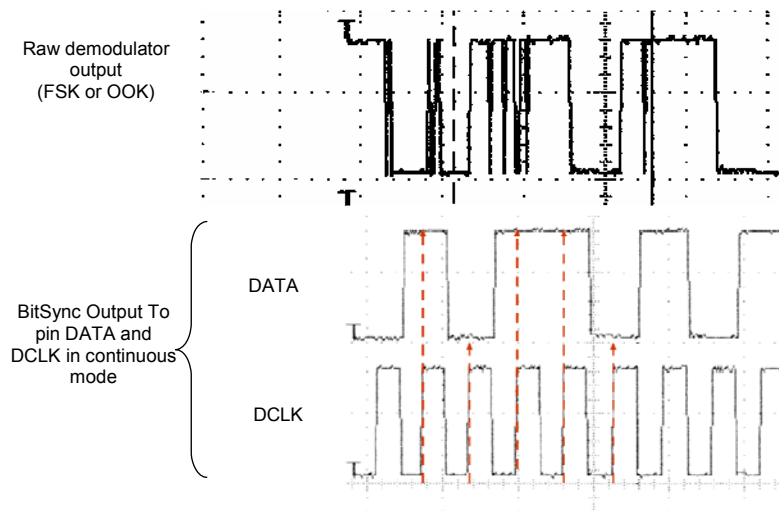 Raw demodulator
output
(FSK or OOK)
BitSync Output To
pin DATA and
DCLK in continuous
mode
DATA
DCLK